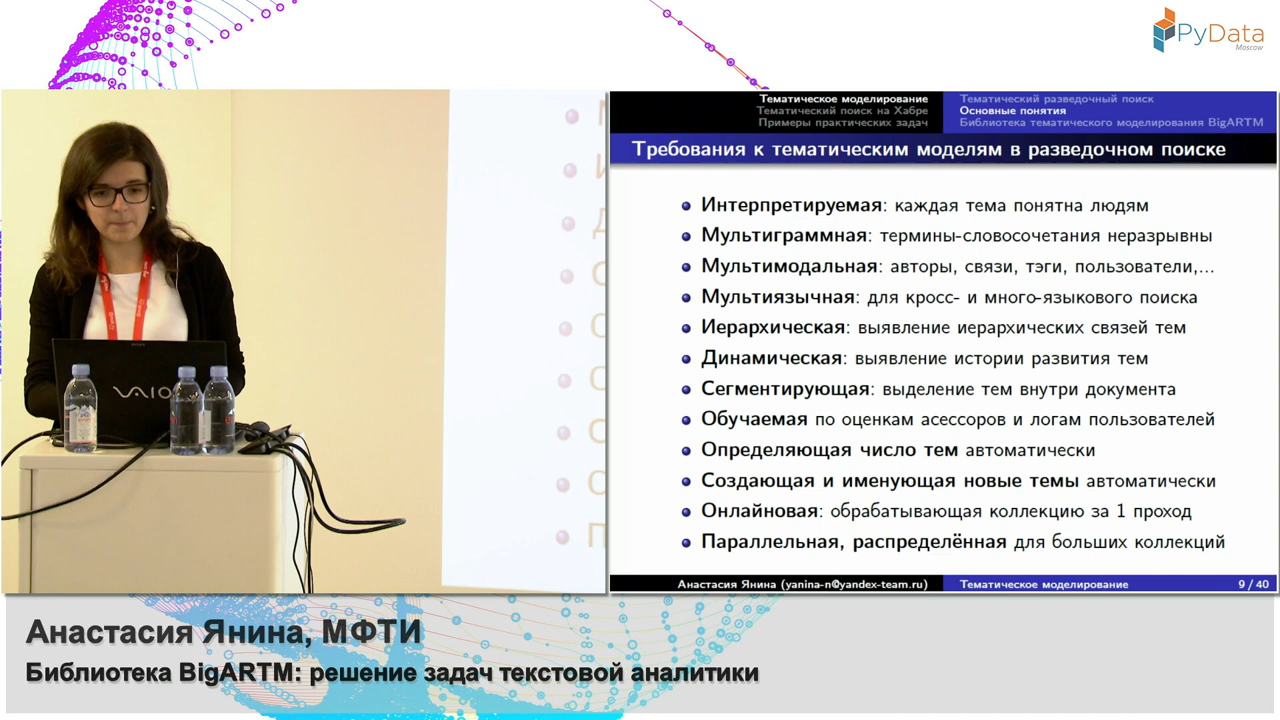 PyData
Moscow
Тематическое моделирование
Тематический поиск на Хабре
Примеры практических задач
Тематический разведочный поиск
Основные понятия
Библиотека тематического моделирования BigARTM
Требования к тематическим моделям в разведочном поиске
Интерпретируемая: каждая тема понятна людям
Мультиграммная: термины-словосочетания неразрывны
Мультимодальная: авторы, связи, тэги, пользователи,...
Мультиязычная: для кросс- и много-языкового поиска
Иерархическая: выявление иерархических связей тем
Динамическая: выявление истории развития тем
Сегментирующая: выделение тем внутри документа
Обучаемая по оценкам асессоров и логам пользователей
Определяющая число тем автоматически
Создающая и именующая новые темы автоматически
Онлайновая: обрабатывающая коллекцию за 1 проход
Параллельная, распределённая для больших коллекций
Анастасия Янина (yanina-n@yandex-team.ru)
Тематическое моделирование
9 / 40
VAIO
Анастасия Янина, МФТИ
Библиотека BigARTM: решение задач текстовой аналитики